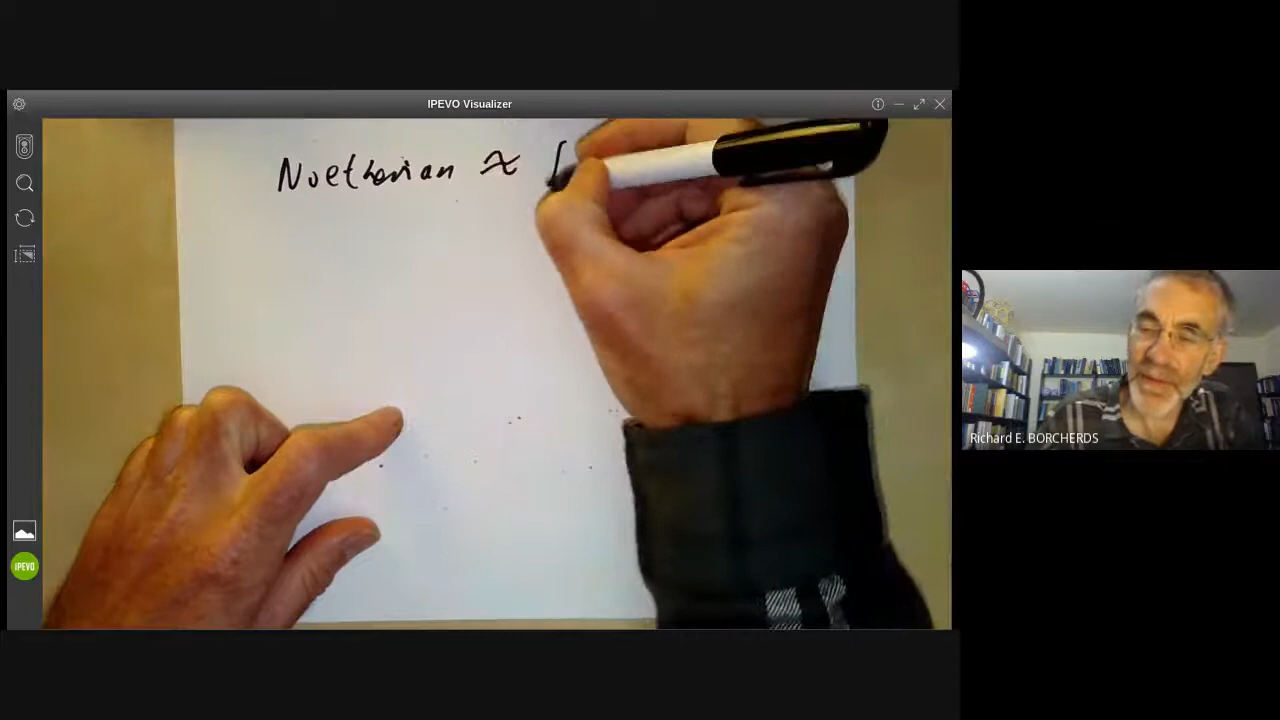 IPEVO Visualizer
Noetherian ≈
Richard E. BORCHERDS
iPEVO